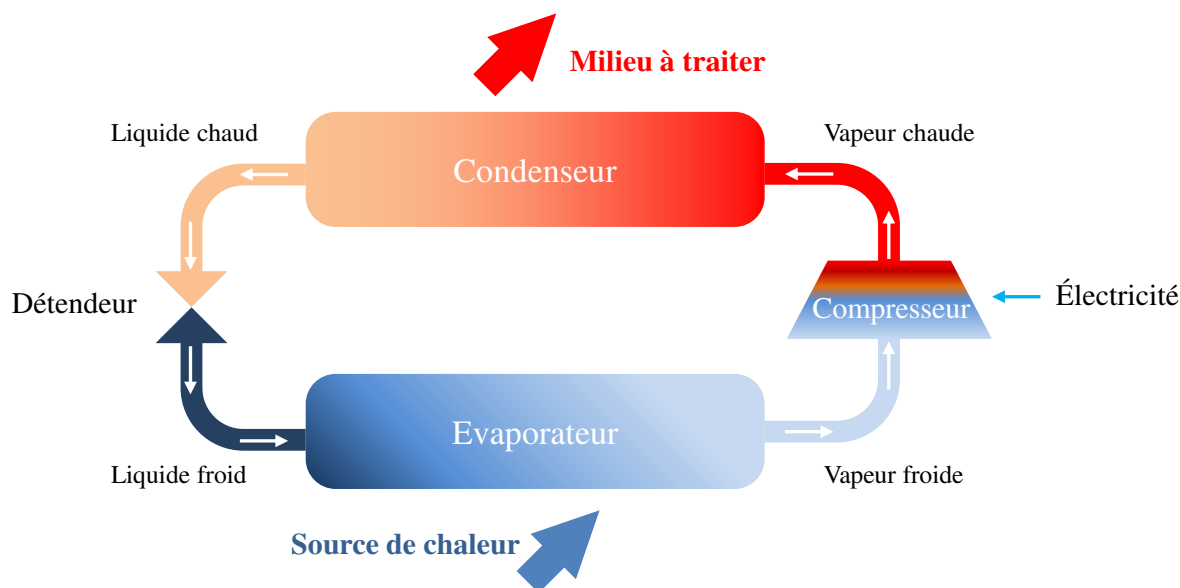 Milieu à traiter
Liquide chaud
Vapeur chaude
Condenseur
Détendeur
Compresseur
Électricité
Evaporateur
Liquide froid
Vapeur froide
Source de chaleur